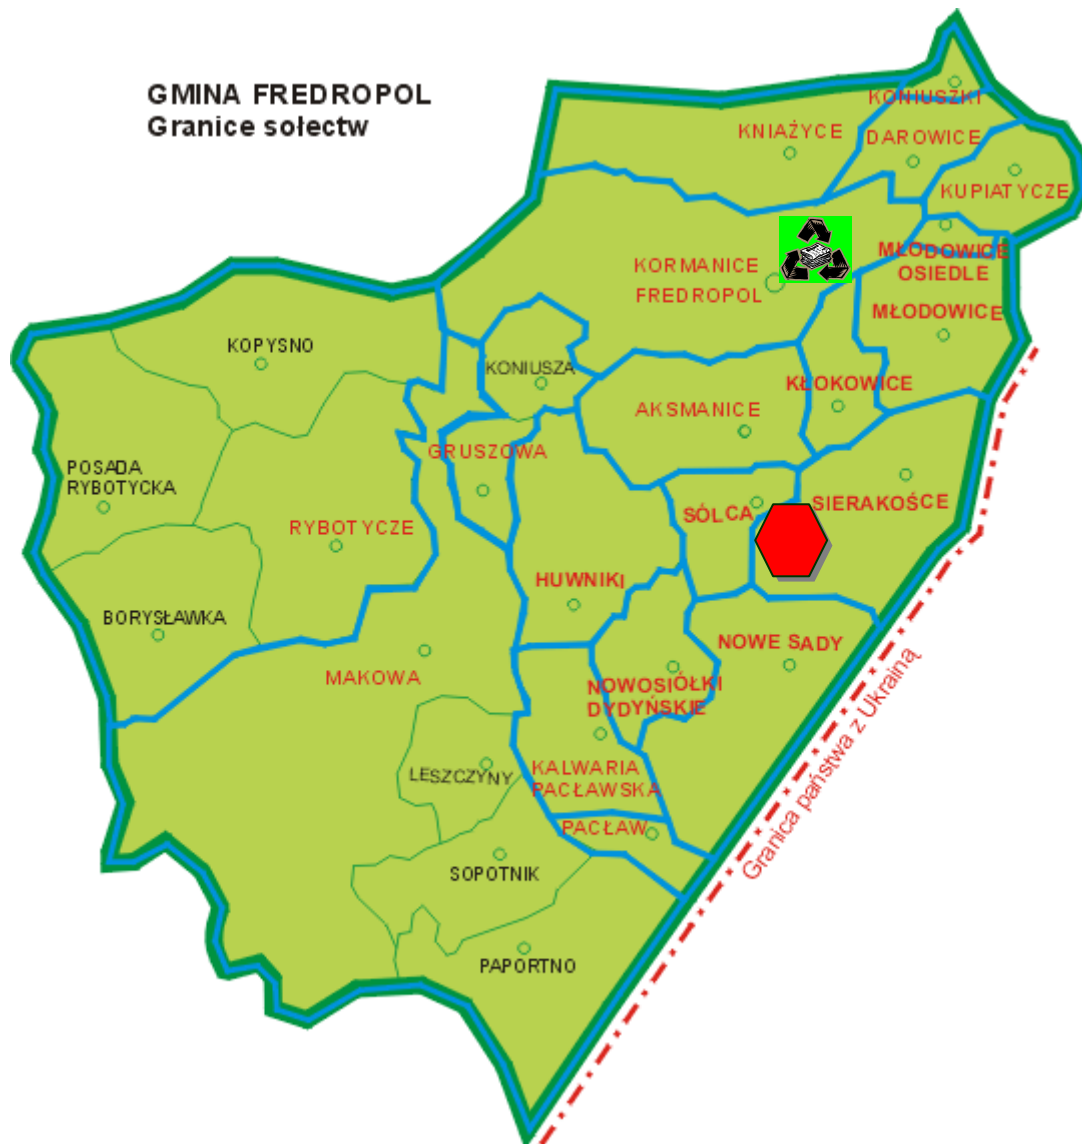 GMINA FREDROPOL
Granice sołectw
KONIUSZKI
KNIAŻYCE
DAROWICE
KUPIATYCZE
MŁODOWICE
OSIEDLE
KORMANICE
FREDROPOL
MŁODOWICE
KOPYSNO
KONIUSZA
KŁOKOWICE
AKSMANICE
GRUSZOWA
POSADA
RYBOTYCKA
SIERAKOŚCE
SÓLCA
RYBOTYCZE
HUWNIKI
BORYSŁAWKA
NOWE SADY
MAKOWA
NOWOSIÓŁKI
DYDYŃSKIE
KALWARIA
PACŁAWSKA
LESZCZYNY
PACŁAW
SOPOTNIK
PAPORTNO
Granica państwa z Ukrainą